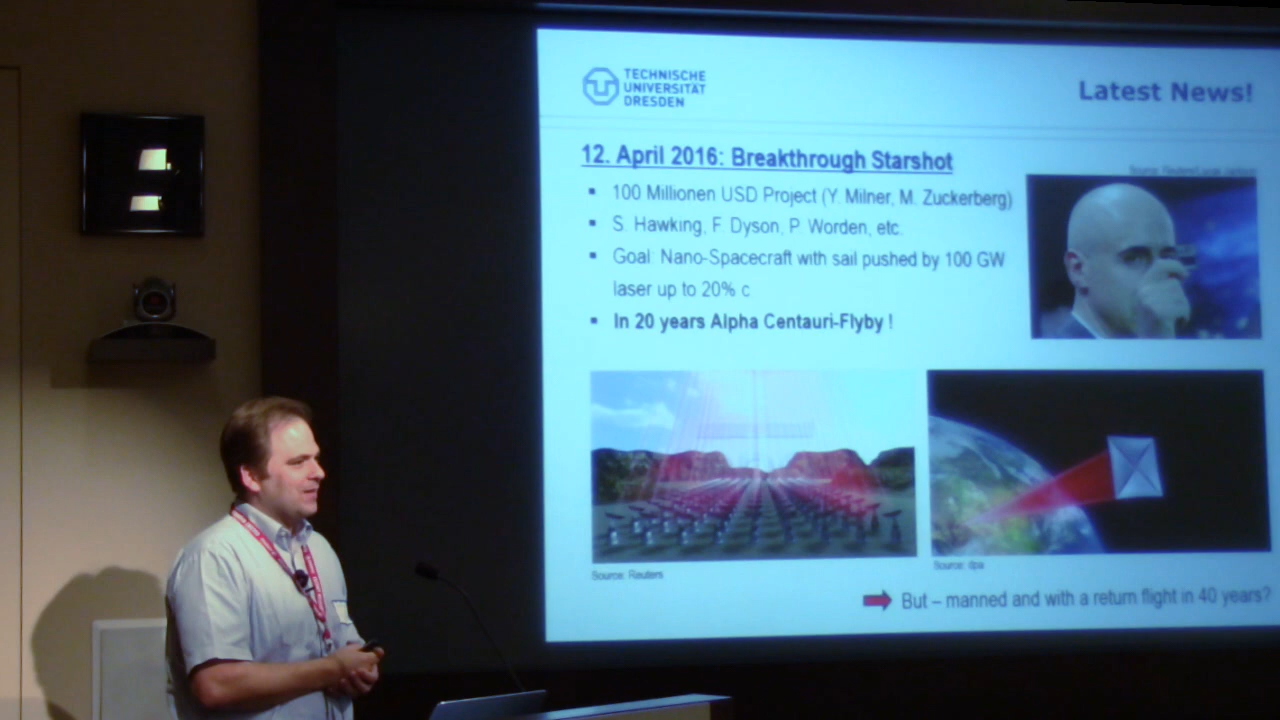 TECHNISCHE
UNIVERSITÄT
DRESDEN
Latest News!
12. April 2016: Breakthrough Starshot
100 Millionen USD Project (Y. Milner, M. Zuckerberg)
S. Hawking, F. Dyson, P. Worden, etc.
Goal: Nano-Spacecraft with sail pushed by 100 GW
laser up to 20% c
In 20 years Alpha Centauri-Flyby !
Source: Reuters
Source: dpa
But – manned and with a return flight in 40 years?